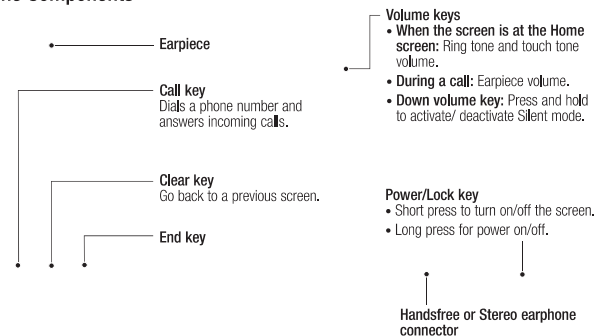 Earpiece
Call key
Dials a phone number and
answers incoming calls.
Clear key
Go back to a previous screen.
End key
Volume keys
• When the screen is at the Home
screen: Ring tone and touch tone
volume.
• During a call: Earpiece volume.
• Down volume key: Press and hold
to activate/ deactivate Silent mode.
Power/Lock key
• Short press to turn on/off the screen.
• Long press for power on/off.
Handsfree or Stereo earphone
connector